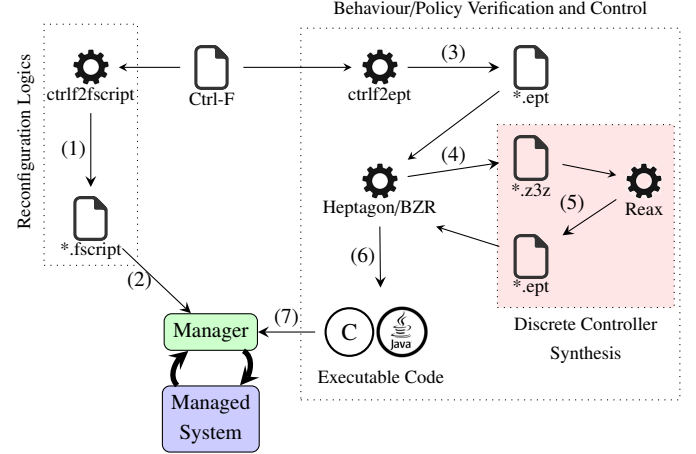 Behaviour/Policy Verification and Control
Reconfiguration Logics
ctrlf2fscript
Ctrl-F
ctrlf2ept
(3)
*.ept
(1)
(4)
*.z3z
Heptagon/BZR
(5)
Reax
*.fscript
(6)
*.ept
(2)
Manager
(7)
C
Java
Discrete Controller
Synthesis
Executable Code
Managed
System